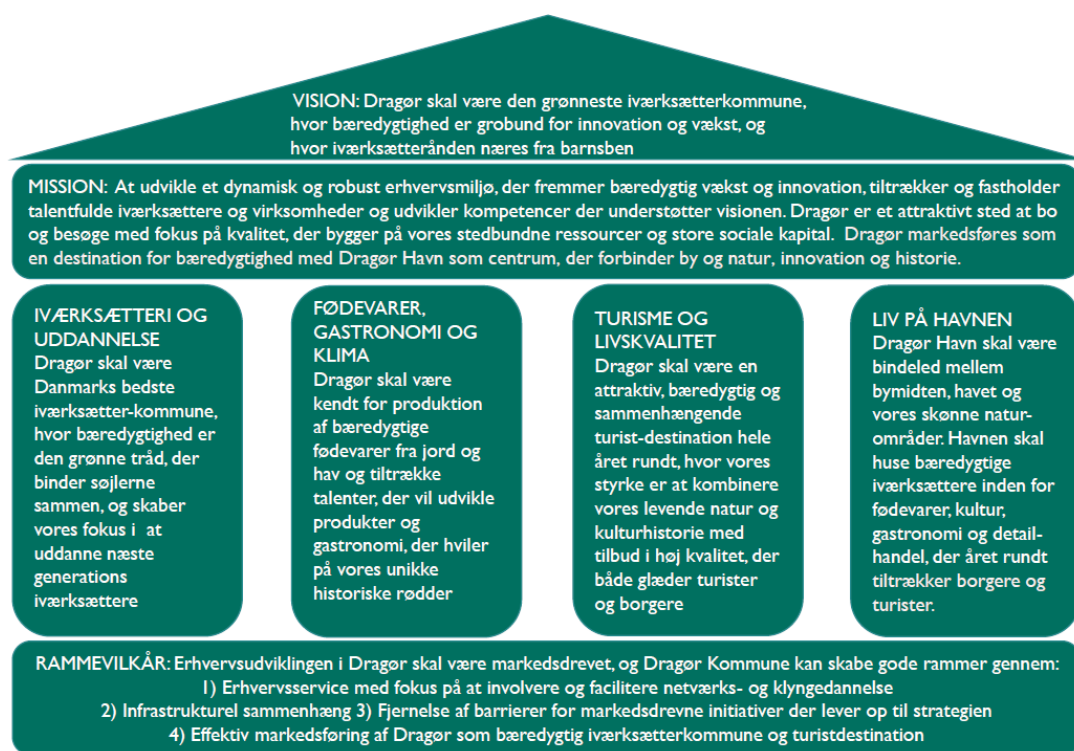 VISION: Dragør skal være den grønneste iværksætterkommune,
hvor bæredygtighed er grobund for innovation og vækst, og
hvor iværksætterånden næres fra barnsben
MISSION: At udvikle et dynamisk og robust erhvervsmiljø, der fremmer bæredygtig vækst og innovation, tiltrækker og fastholder
talentfulde iværksættere og virksomheder og udvikler kompetencer der understøtter visionen. Dragør er et attraktivt sted at bo
og besøge med fokus på kvalitet, der bygger på vores stedbundne ressourcer og store sociale kapital. Dragør markedsføres som
en destination for bæredygtighed med Dragør Havn som centrum, der forbinder by og natur, innovation og historie.
IVÆRKSÆTTERI OG
UDDANNELSE
Dragør skal være
Danmarks bedste
iværksætter-kommune,
hvor bæredygtighed er
den grønne tråd, der
binder søjlerne
sammen, og skaber
vores fokus i at
uddanne næste
generations
iværksættere
FØDEVARER,
GASTRONOMI OG
KLIMA
Dragør skal være
kendt for produktion
af bæredygtige
fødevarer fra jord og
hav og tiltrække
talenter, der vil udvikle
produkter og
gastronomi, der hviler
på vores unikke
historiske rødder
TURISME OG
LIVSKVALITET
Dragør skal være en
attraktiv, bæredygtig og
sammenhængende
turist-destination hele
året rundt, hvor vores
styrke er at kombinere
vores levende natur og
kulturhistorie med
tilbud i høj kvalitet, der
både glæder turister
og borgere
LIV PÅ HAVNEN
Dragør Havn skal være
bindeled mellem
bymidten, havet og
vores skønne natur-
områder. Havnen skal
huse bæredygtige
iværksættere inden for
fødevarer, kultur,
gastronomi og detail-
handel, der året rundt
tiltrækker borgere og
turister.
RAMMEVILKÅR: Erhvervsudviklingen i Dragør skal være markedsdrevet, og Dragør Kommune kan skabe gode rammer gennem:
1) Erhvervsservice med fokus på at involvere og facilitere netværks- og klyngedannelse
2) Infrastrukturel sammenhæng 3) Fjernelse af barrierer for markedsdrevne initiativer der lever op til strategien
4) Effektiv markedsføring af Dragør som bæredygtig iværksætterkommune og turistdestination